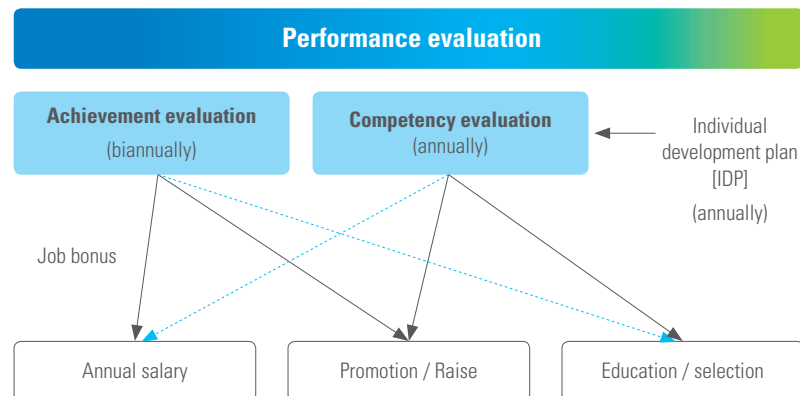 Performance evaluation
Achievement evaluation
(biannually)
Competency evaluation
(annually)
Individual
development plan
[IDP]
(annually)
Job bonus
Annual salary
Promotion / Raise
Education / selection